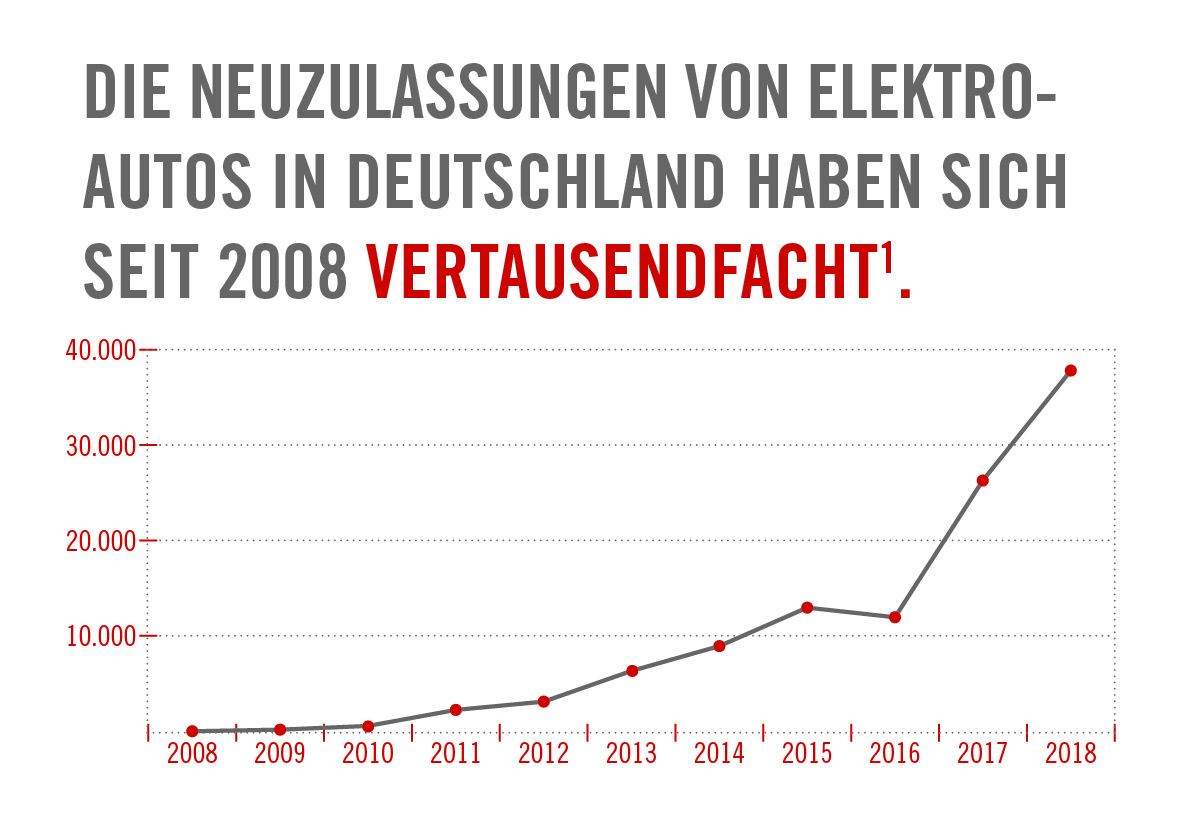 DIE NEUZULASSUNGEN VON ELEKTRO-
AUTOS IN DEUTSCHLAND HABEN SICH
SEIT 2008 VERTAUSENDFACHT¹.
40.000
30.000
20.000
10.000
2008 2009 2010 2011 2012 2013 2014 2015 2016 2017 2018